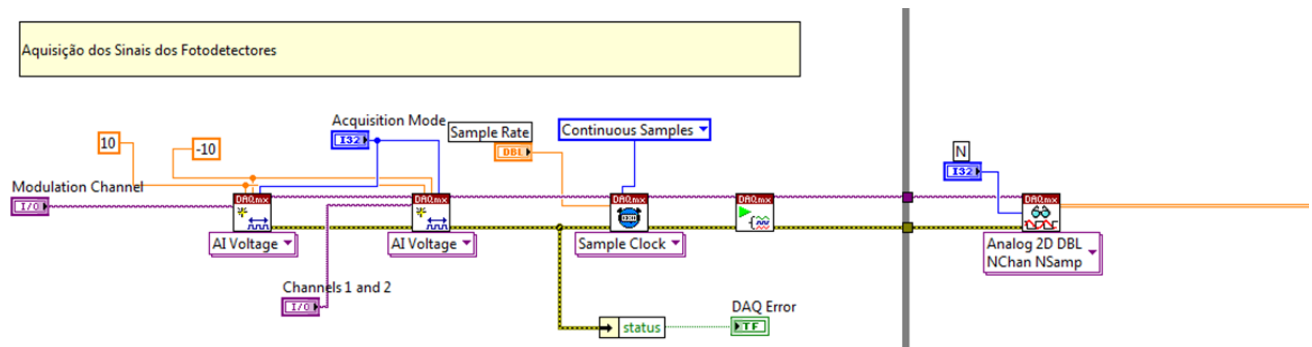 Aquisição dos Sinais dos Fotodetectores
Acquisition Mode
I32
Sample Rate
DBL
Continuous Samples
10
-10
N
I32
Modulation Channel
I/O
DAQmx
DAQmx
DAQmx
DAQmx
DAQmx
AI Voltage
AI Voltage
Sample Clock
Analog 2D DBL
NChan NSamp
Channels 1 and 2
I/O
status
DAQ Error
TF